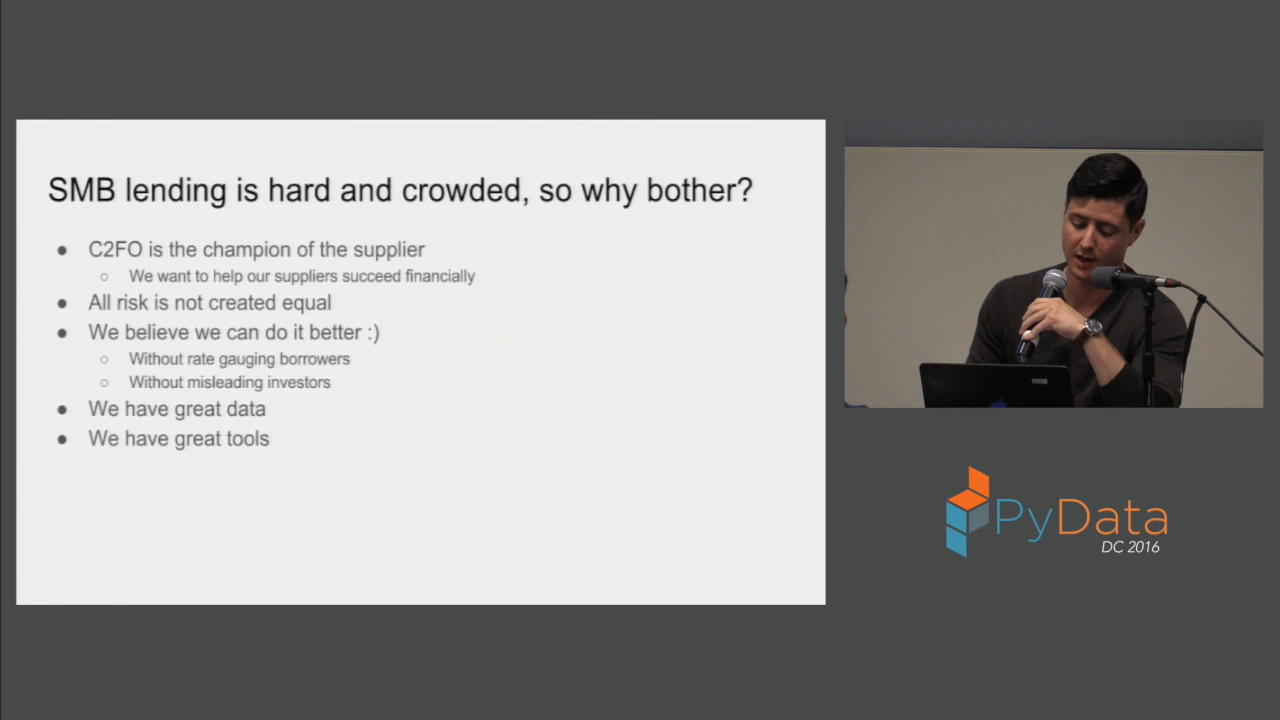 SMB lending is hard and crowded, so why bother?
● C2FO is the champion of the supplier
○ We want to help our suppliers succeed financially
● All risk is not created equal
● We believe we can do it better :)
○ Without rate gauging borrowers
○ Without misleading investors
● We have great data
● We have great tools
PyData
DC 2016